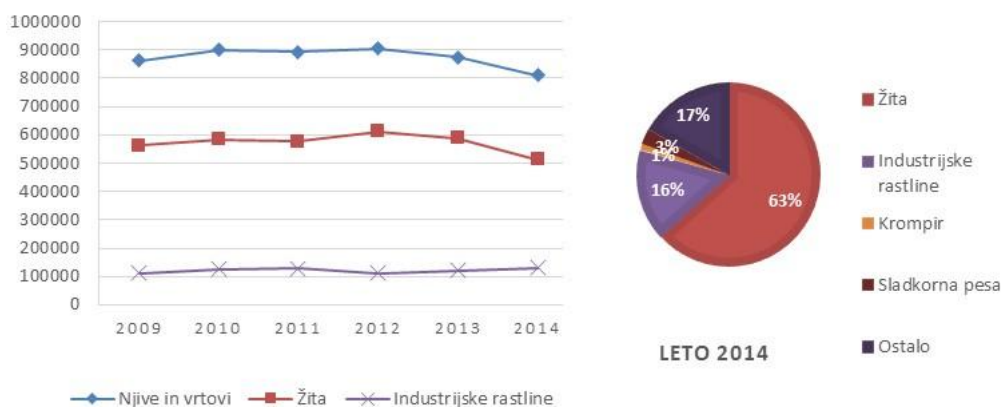 1000000
900000
800000
700000
600000
500000
400000
300000
200000
100000
0
2009 2010 2011 2012 2013 2014
Njive in vrtovi Žita Industrijske rastline
17%
3%
1%
16%
63%
LETO 2014
Žita
Industrijske
rastline
Krompir
Sladkorna pesa
Ostalo